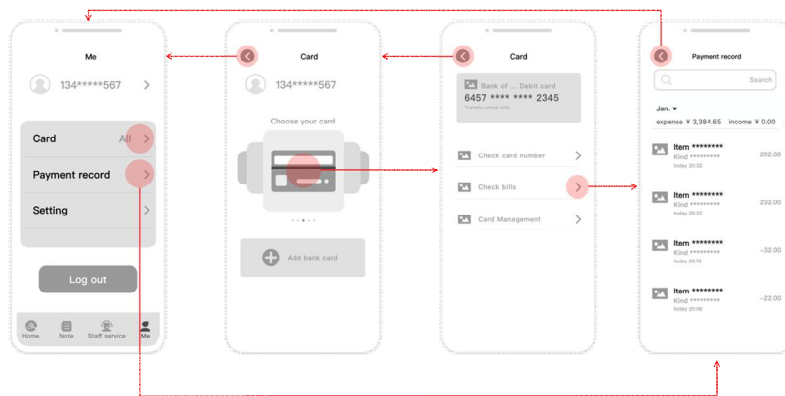 Me
134*****567
Card All
Payment record
Setting
Log out
Home Note Staff service Me
Card
134*****567
Choose your card
Add bank card
Card
Bank of ... Debit card
6457 **** **** 2345
Check card number
Check bills
Card Management
Payment record
Search
Jan.
expense ¥ 3,384.65 income ¥ 0.00
Item ********
Kind *********
today 20:22
202.00
Item ********
Kind *********
today 20:22
232.00
Item ********
Kind *********
-32.00
Item ********
Kind *********
today 20:08
-22.00